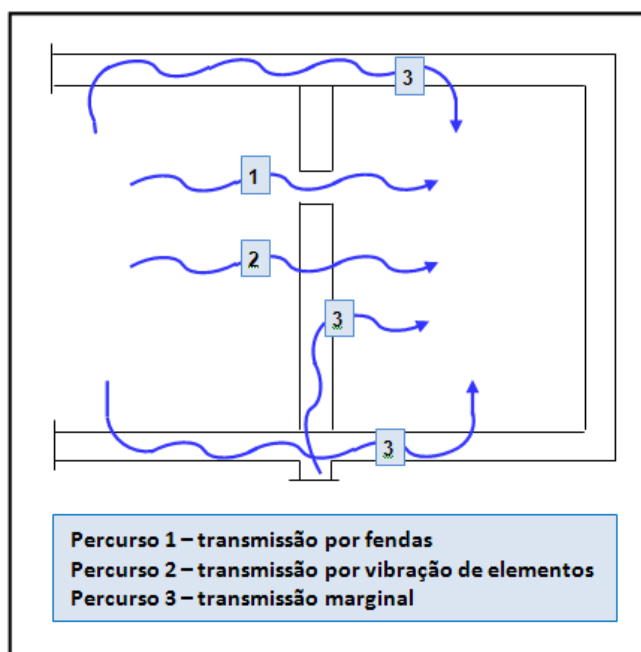 3
1
2
3
3
Percurso 1 – transmissão por fendas
Percurso 2 – transmissão por vibração de elementos
Percurso 3 – transmissão marginal